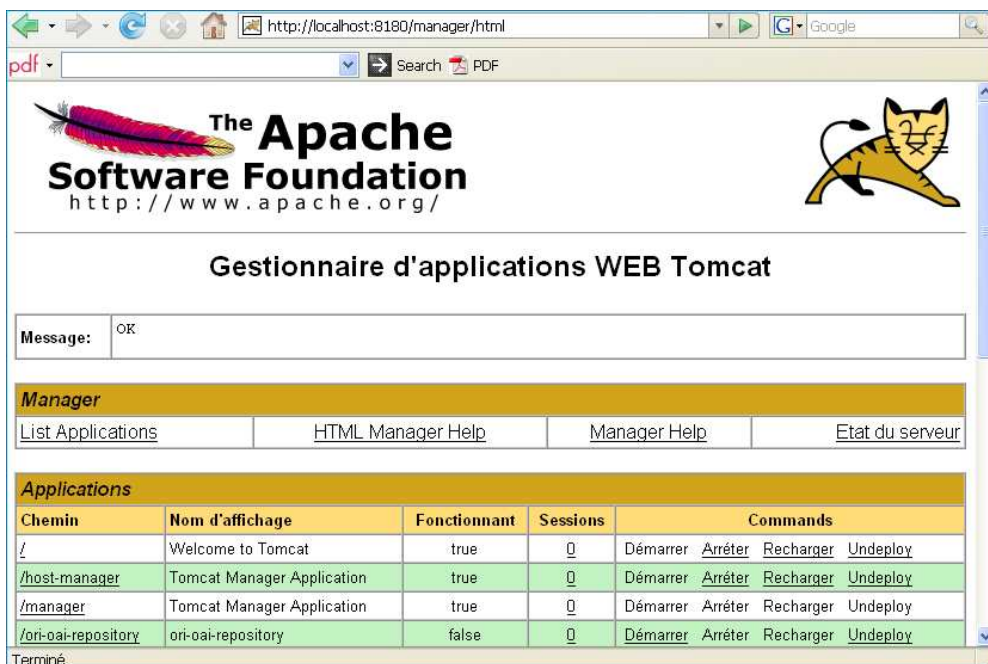 http://localhost:8180/manager/html
G Google
pdf
Search PDF
The Apache
Software Foundation
http://www.apache.org/
Gestionnaire d'applications WEB Tomcat
Message: OK
Manager
List Applications HTML Manager Help Manager Help Etat du serveur
Applications
Chemin Nom d'affichage Fonctionnant Sessions Commands
/ Welcome to Tomcat true 0 Démarrer Arréter Recharger Undeploy
/host-manager Tomcat Manager Application true 0 Démarrer Arréter Recharger Undeploy
/manager Tomcat Manager Application true 0 Démarrer Arréter Recharger Undeploy
/ori-oai-repository ori-oai-repository false 0 Démarrer Arréter Recharger Undeploy
Terminé